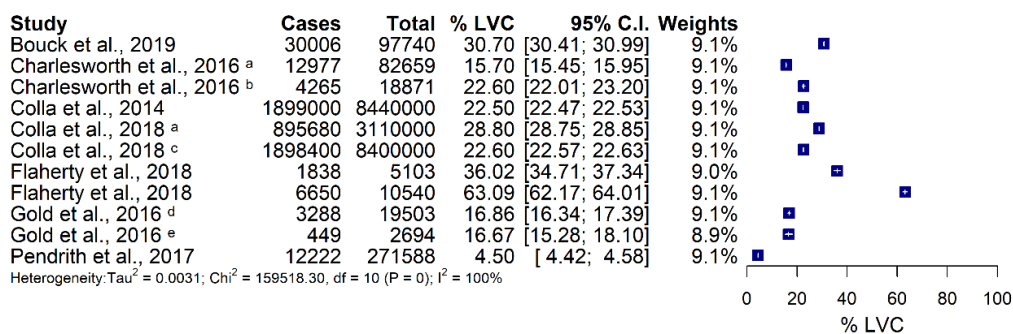 Study Cases Total % LVC 95% C.I. Weights
Bouck et al., 2019 30006 97740 30.70 [30.41; 30.99] 9.1%
Charlesworth et al., 2016 a 12977 82659 15.70 [15.45; 15.95] 9.1%
Charlesworth et al., 2016 b 4265 18871 22.60 [22.01; 23.20] 9.1%
Colla et al., 2014 1899000 8440000 22.50 [22.47; 22.53] 9.1%
Colla et al., 2018 a 895680 3110000 28.80 [28.75; 28.85] 9.1%
Colla et al., 2018 c 1898400 8400000 22.60 [22.57; 22.63] 9.1%
Flaherty et al., 2018 1838 5103 36.02 [34.71; 37.34] 9.0%
Flaherty et al., 2018 6650 10540 63.09 [62.17; 64.01] 9.1%
Gold et al., 2016 d 3288 19503 16.86 [16.34; 17.39] 9.1%
Gold et al., 2016 e 449 2694 16.67 [15.28; 18.10] 8.9%
Pendrith et al., 2017 12222 271588 4.50 [ 4.42; 4.58] 9.1%
Heterogeneity:Tau² = 0.0031; Chi² = 159518.30, df = 10 (P = 0); I² = 100%
0 20 40 60 80 100
% LVC